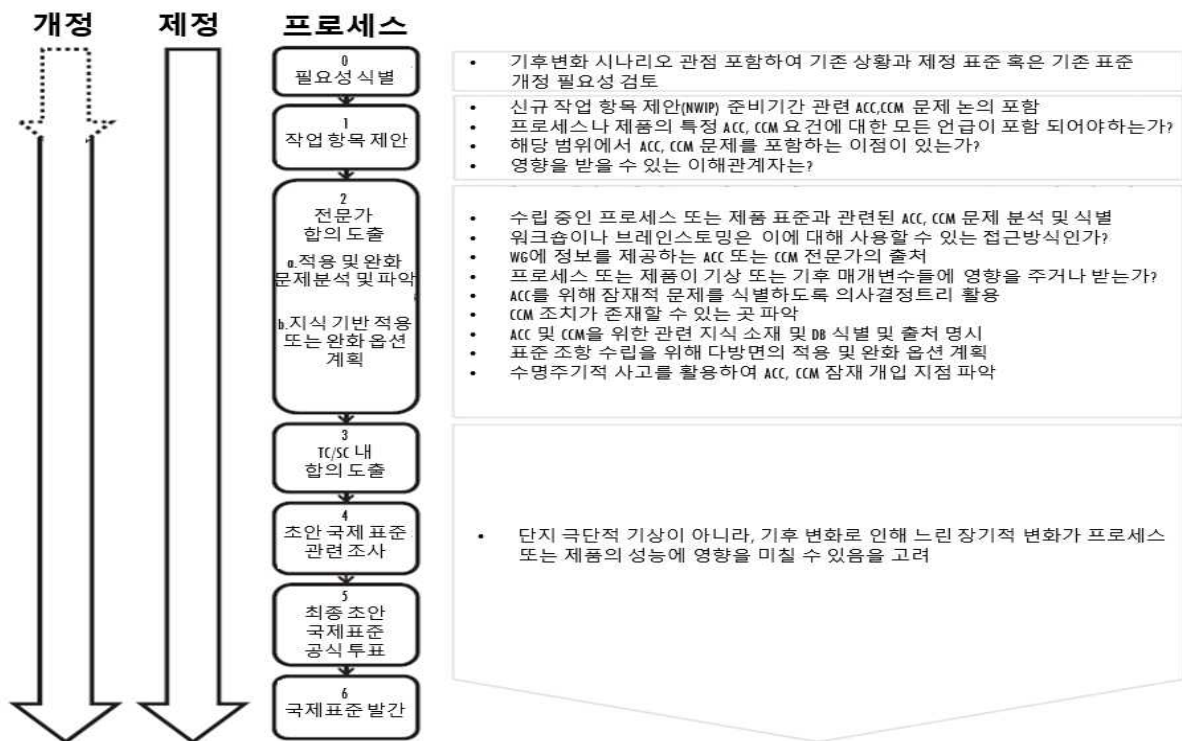 개정 제정 프로세스
0
필요성 식별
• 기후변화 시나리오 관점 포함하여 기존 상황과 제정 표준 혹은 기존 표준
개정 필요성 검토
1
작업 항목 제안
• 신규 작업 항목 제안(NWIP) 준비기간 관련 ACC,CCM 문제 논의 포함
• 프로세스나 제품의 특정 ACC, CCM 요건에 대한 모든 언급이 포함 되어야하는가?
• 해당 범위에서 ACC, CCM 문제를 포함하는 이점이 있는가?
• 영향을 받을 수 있는 이해관계자는?
2
전문가
합의 도출
a.적용 및 완화
문제분석 및 파악
b.지식 기반 적용
또는 완화 옵션
계획
• 수립 중인 프로세스 또는 제품 표준과 관련된 ACC, CCM 문제 분석 및 식별
• 워크숍이나 브레인스토밍은 이에 대해 사용할 수 있는 접근방식인가?
• WG에 정보를 제공하는 ACC 또는 CCM 전문가의 출처
• 프로세스 또는 제품이 기상 또는 기후 매개변수들에 영향을 주거나 받는가?
• ACC를 위해 잠재적 문제를 식별하도록 의사결정트리 활용
• CCM 조치가 존재할 수 있는 곳 파악
• ACC 및 CCM을 위한 관련 지식 소재 및 DB 식별 및 출처 명시
• 표준 조항 수립을 위해 다방면의 적용 및 완화 옵션 계획
• 수명주기적 사고를 활용하여 ACC, CCM 잠재 개입 지점 파악
3
TC/SC 내
합의 도출
4
초안 국제 표준
관련 조사
5
최종 초안
국제표준
공식 투표
6
국제표준 발간
• 단지 극단적 기상이 아니라, 기후 변화로 인해 느린 장기적 변화가 프로세스
또는 제품의 성능에 영향을 미칠 수 있음을 고려